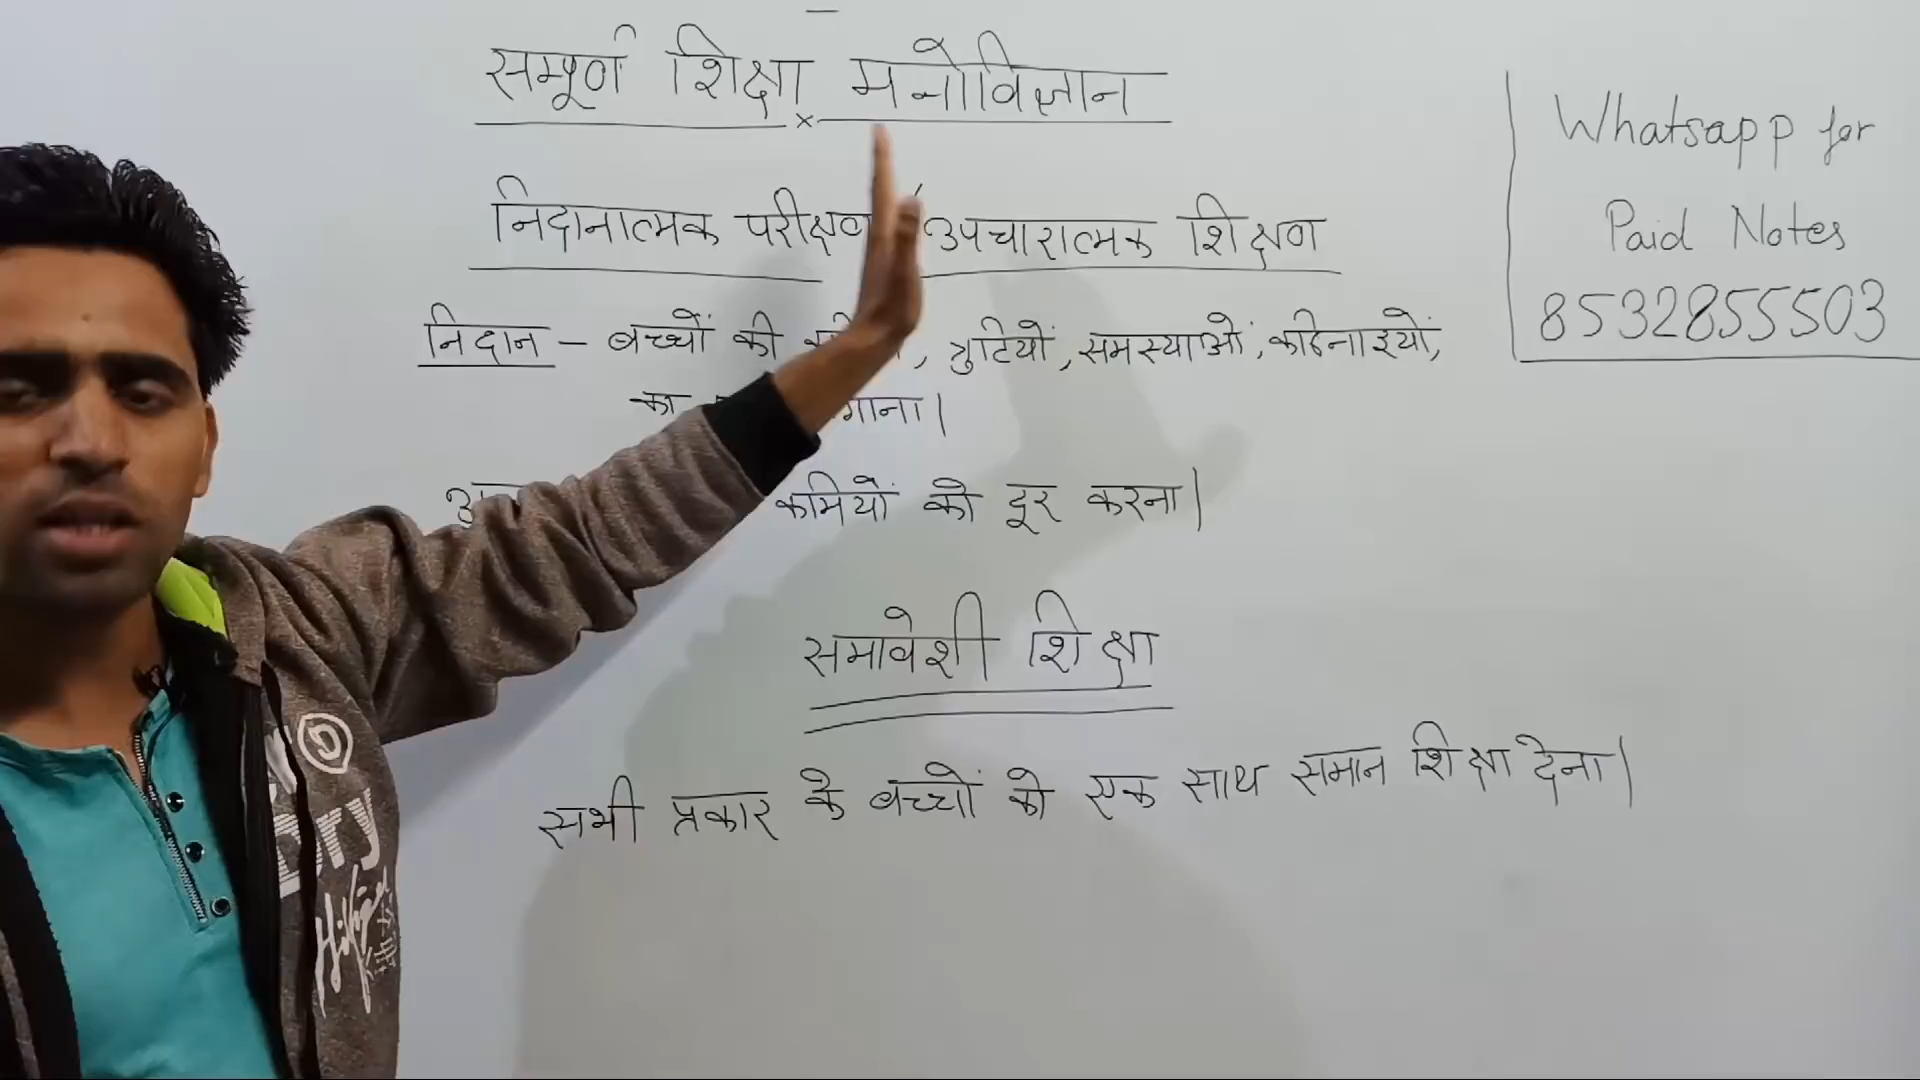 सम्पूर्ण शिक्षा मनोविज्ञान
निदानात्मक परीक्षण / उपचारात्मक शिक्षण
निदान – बच्चों की त्रुटियों, समस्याओं, कठिनाइयों,
का गाना।
कमियों को दूर करना।
समावेशी शिक्षा
सभी प्रकार के बच्चों को एक साथ समान शिक्षा देना।
Whatsapp for
Paid Notes
8532855503